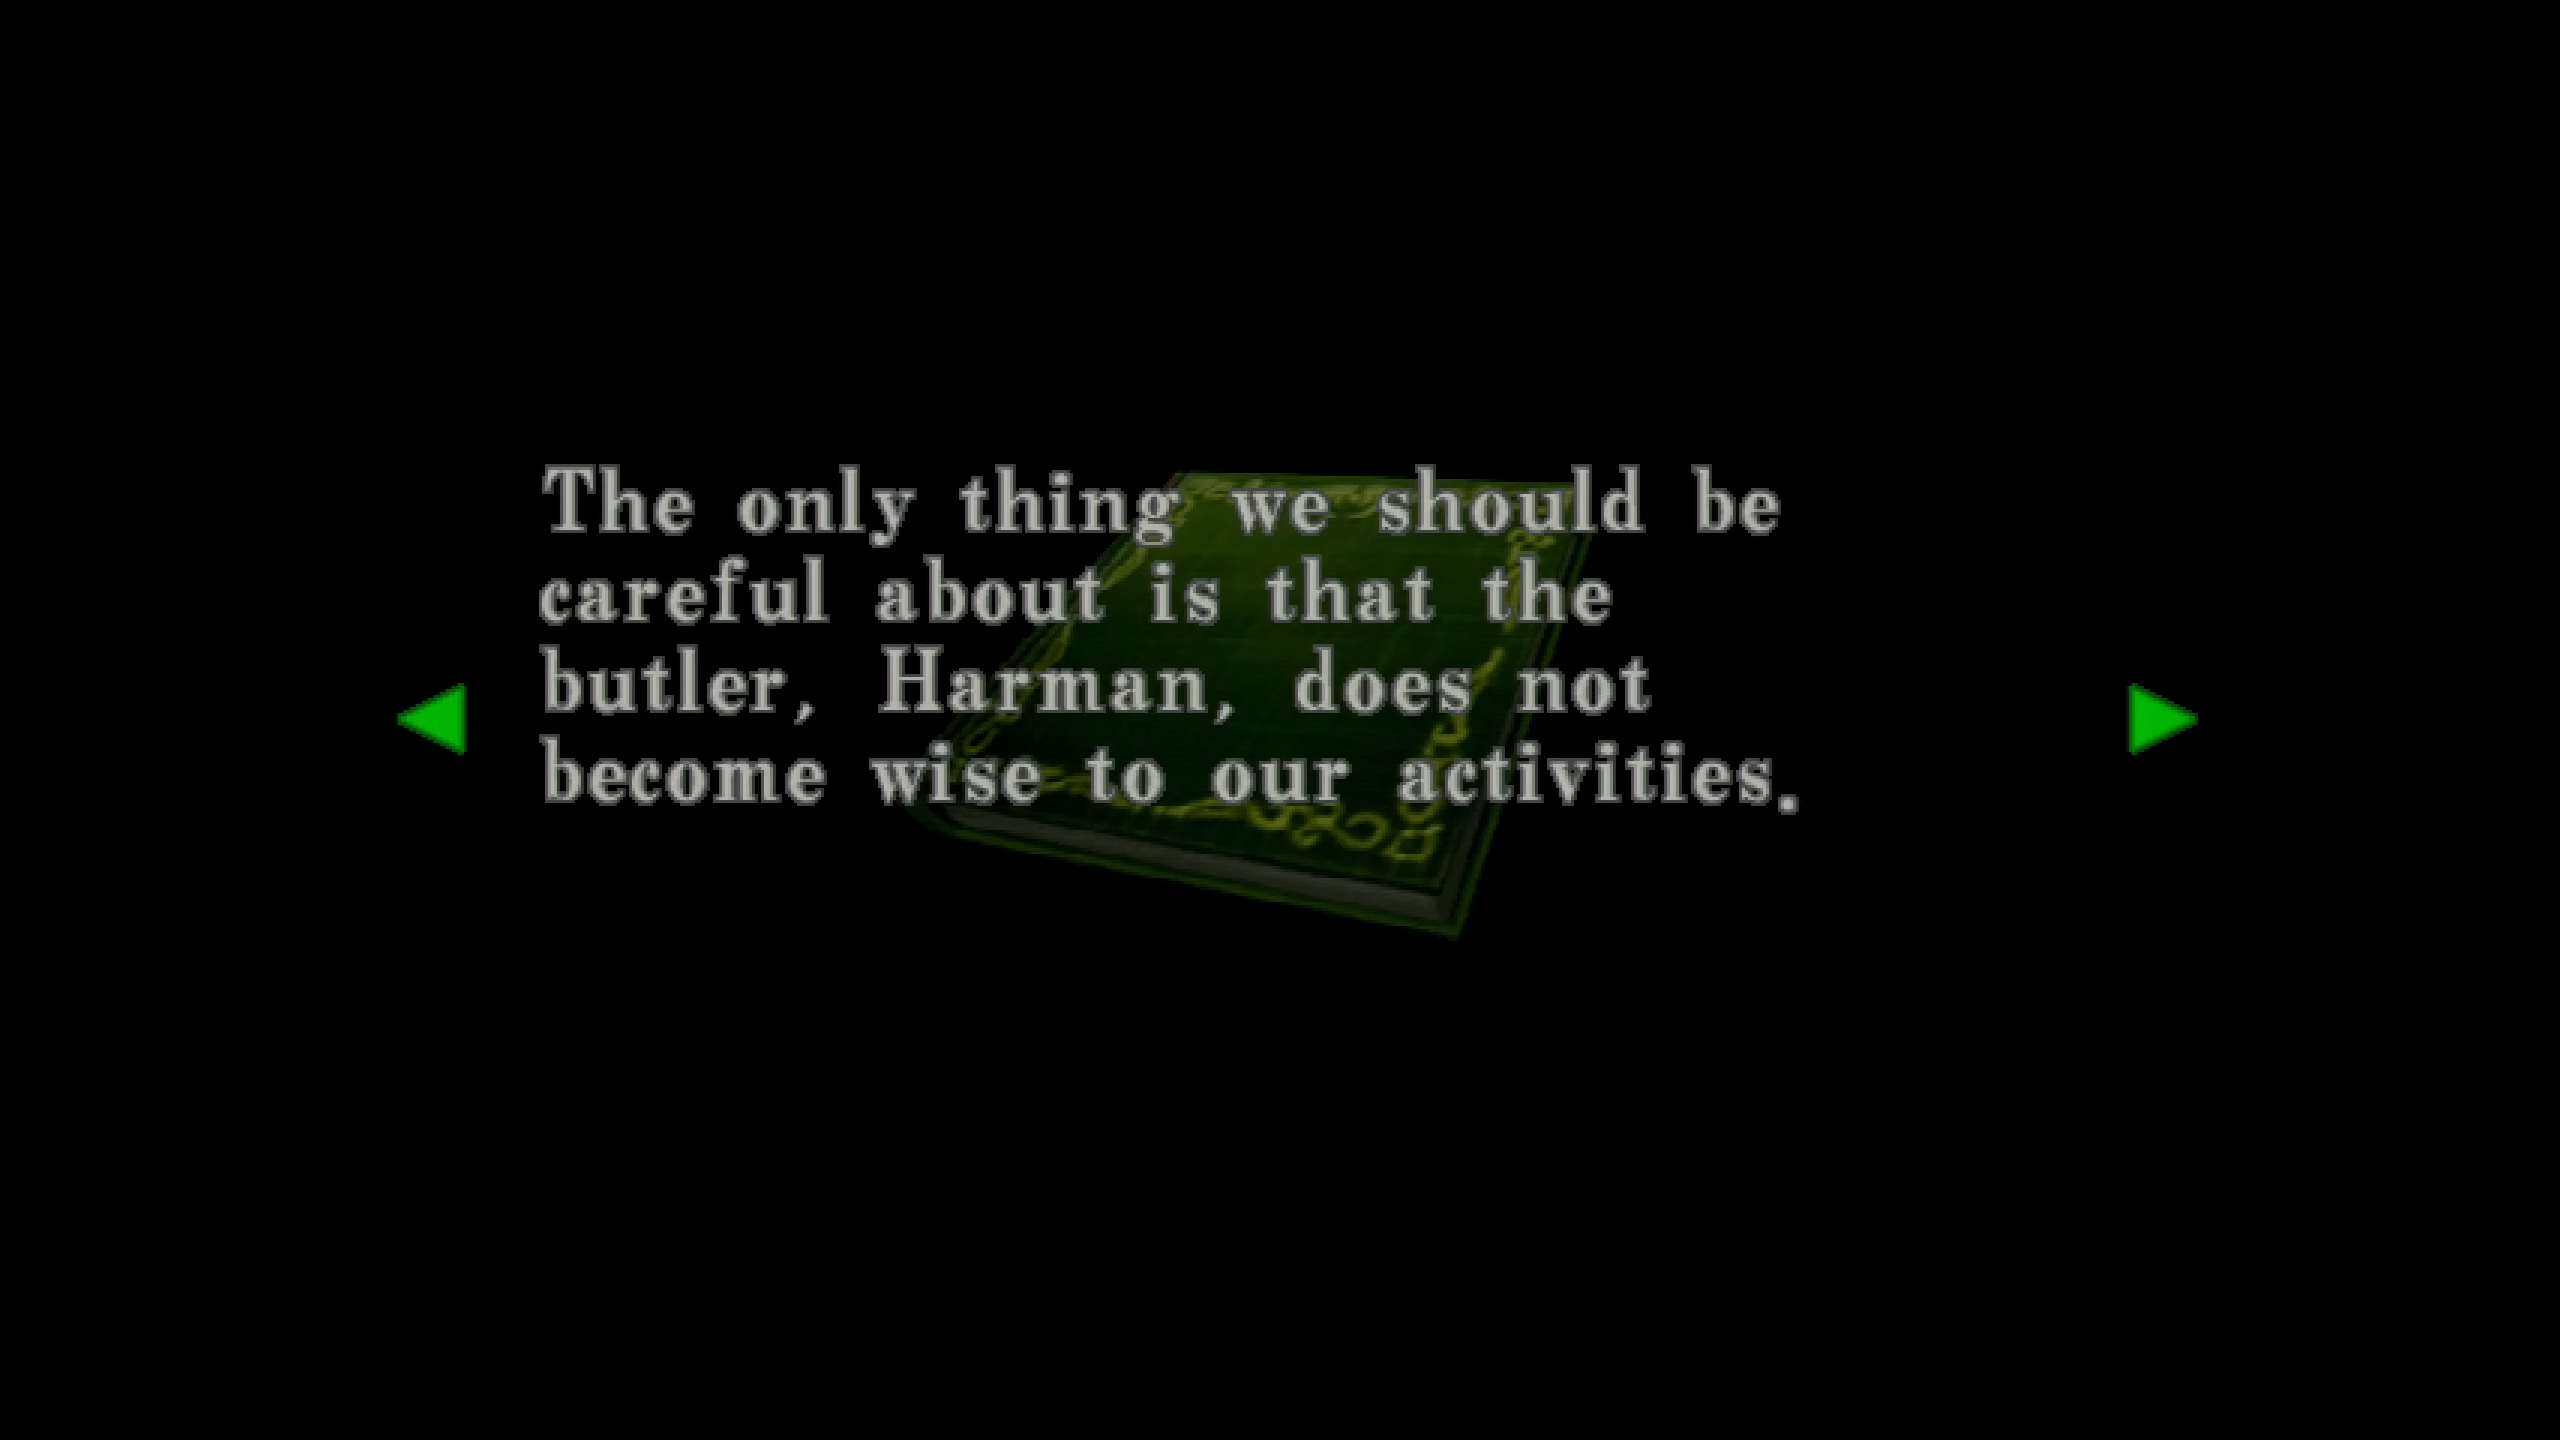 The only thing we should be
careful about is that the
butler, Harman, does not
become wise to our activities.